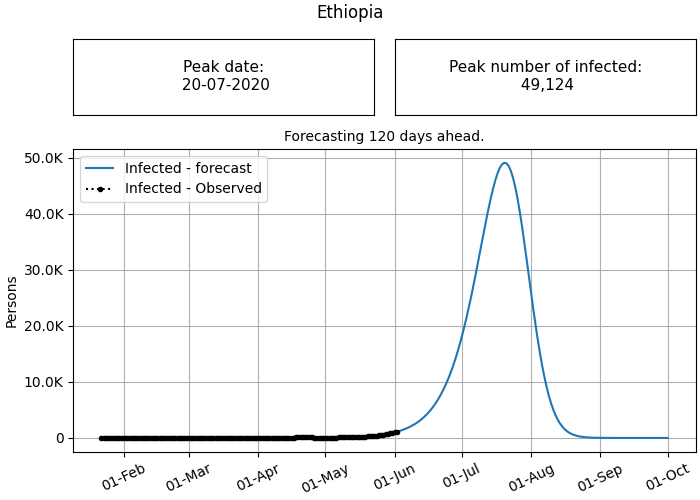 Ethiopia
Peak date:
20-07-2020
Peak number of infected:
49,124
Forecasting 120 days ahead.
Infected - forecast
Infected - Observed
Persons
50.0K
40.0K
30.0K
20.0K
10.0K
0
01-Feb
01-Mar
01-Apr
01-May
01-Jun
01-Jul
01-Aug
01-Sep
01-Oct